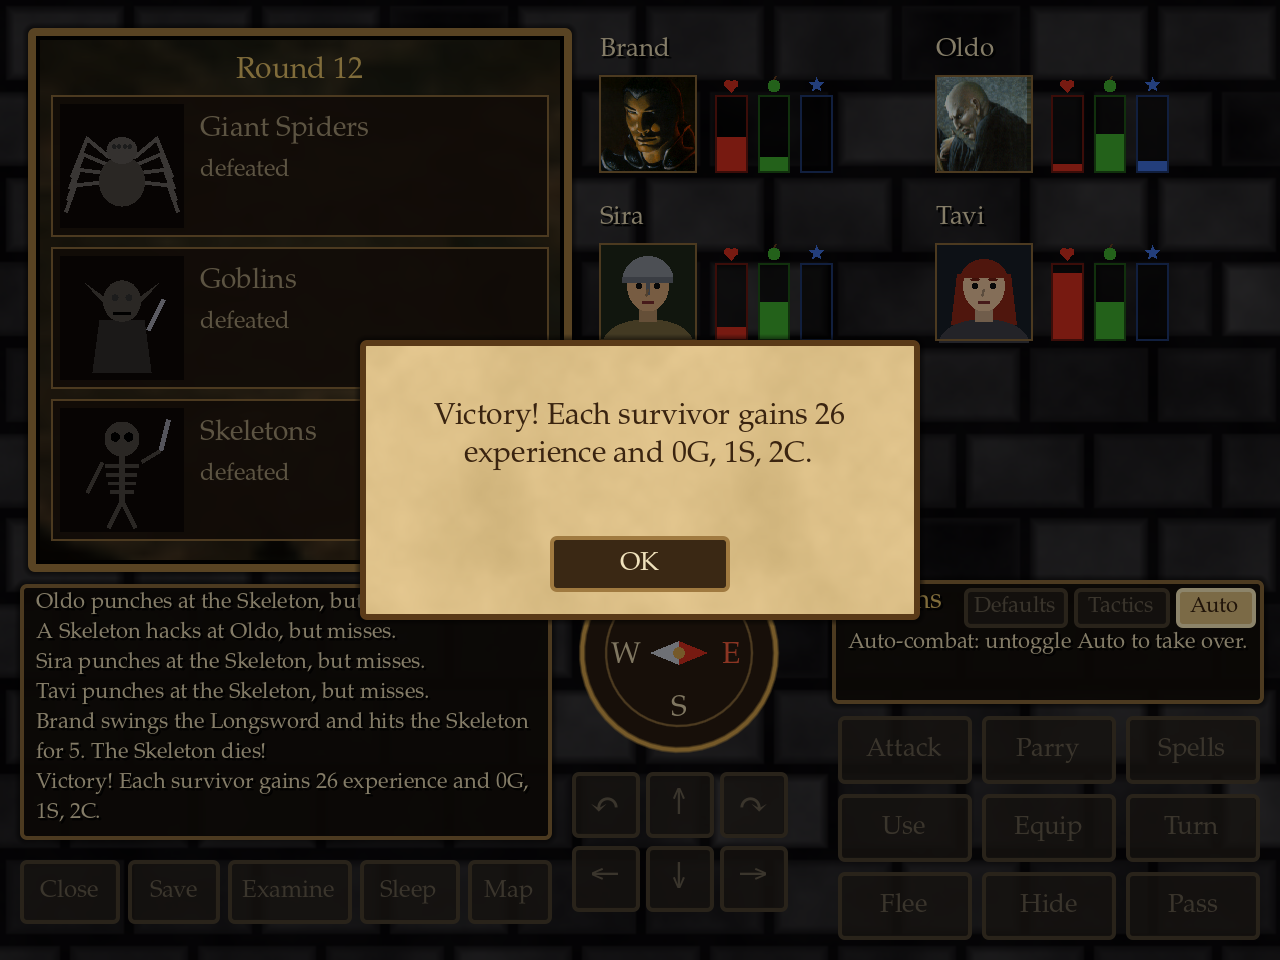 Round 12
Giant Spiders
defeated
Goblins
defeated
Skeletons
defeated
Brand
Oldo
Sira
Tavi
Victory! Each survivor gains 26
experience and 0G, 1S, 2C.
OK
Oldo punches at the Skeleton, but
A Skeleton hacks at Oldo, but misses.
Sira punches at the Skeleton, but misses.
Tavi punches at the Skeleton, but misses.
Brand swings the Longsword and hits the Skeleton
for 5. The Skeleton dies!
Victory! Each survivor gains 26 experience and 0G,
1S, 2C.
W
E
S
Defaults
Tactics
Auto
Auto-combat: untoggle Auto to take over.
Attack
Parry
Spells
Use
Equip
Turn
Flee
Hide
Pass
Close
Save
Examine
Sleep
Map